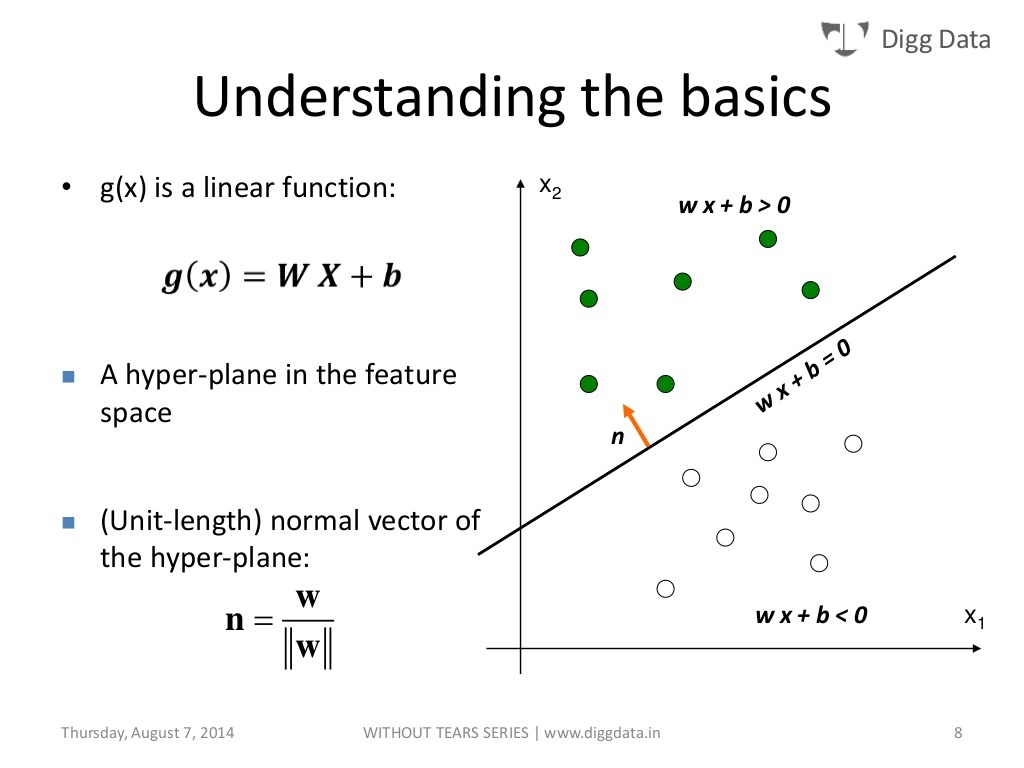 Digg Data
Understanding the basics
• g(x) is a linear function:
g(x) = W X + b
A hyper-plane in the feature
space
(Unit-length) normal vector of
the hyper-plane:
n = w / ‖w‖
x₂
w x + b > 0
w x + b = 0
n
w x + b < 0
x₁
Thursday, August 7, 2014
WITHOUT TEARS SERIES | www.diggdata.in
8